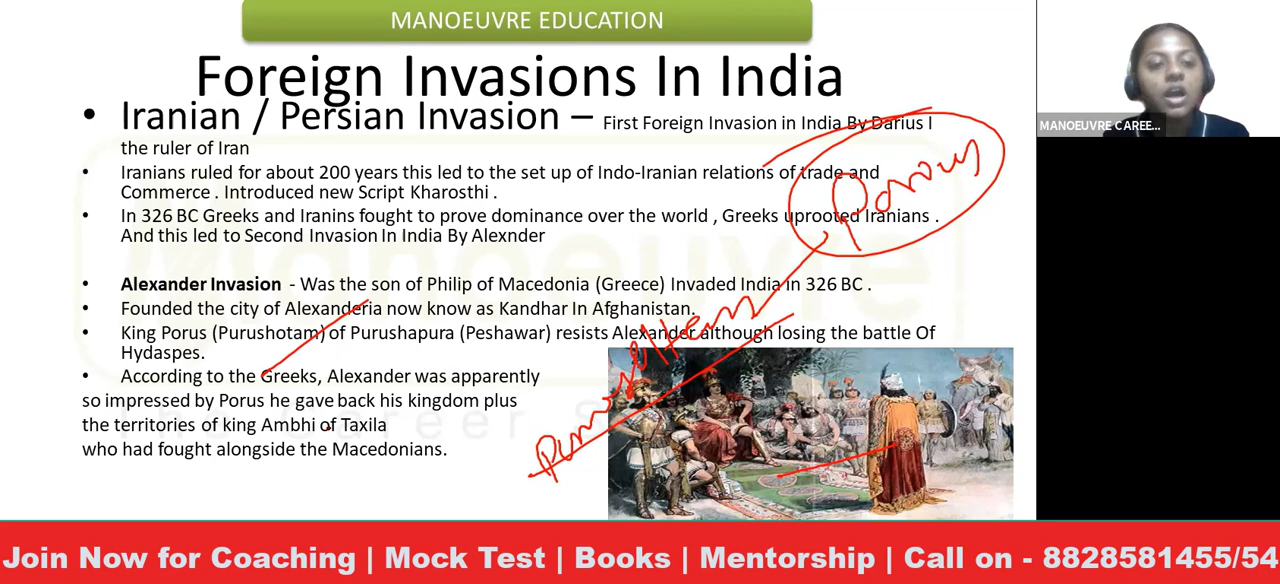 MANOEUVRE EDUCATION
Foreign Invasions In India
• Iranian / Persian Invasion – First Foreign Invasion in India By Darius I
the ruler of Iran
• Iranians ruled for about 200 years this led to the set up of Indo-Iranian relations of trade and
Commerce . Introduced new Script Kharosthi .
• In 326 BC Greeks and Iranins fought to prove dominance over the world , Greeks uprooted Iranians .
And this led to Second Invasion In India By Alexnder
• Alexander Invasion - Was the son of Philip of Macedonia (Greece) Invaded India in 326 BC .
• Founded the city of Alexanderia now know as Kandhar In Afghanistan.
• King Porus (Purushotam) of Purushapura (Peshawar) resists Alexander although losing the battle Of
Hydaspes.
• According to the Greeks, Alexander was apparently
so impressed by Porus he gave back his kingdom plus
the territories of king Ambhi of Taxila
who had fought alongside the Macedonians.
Porous
MANOEUVRE CAREE...
Join Now for Coaching | Mock Test | Books | Mentorship | Call on - 8828581455/54